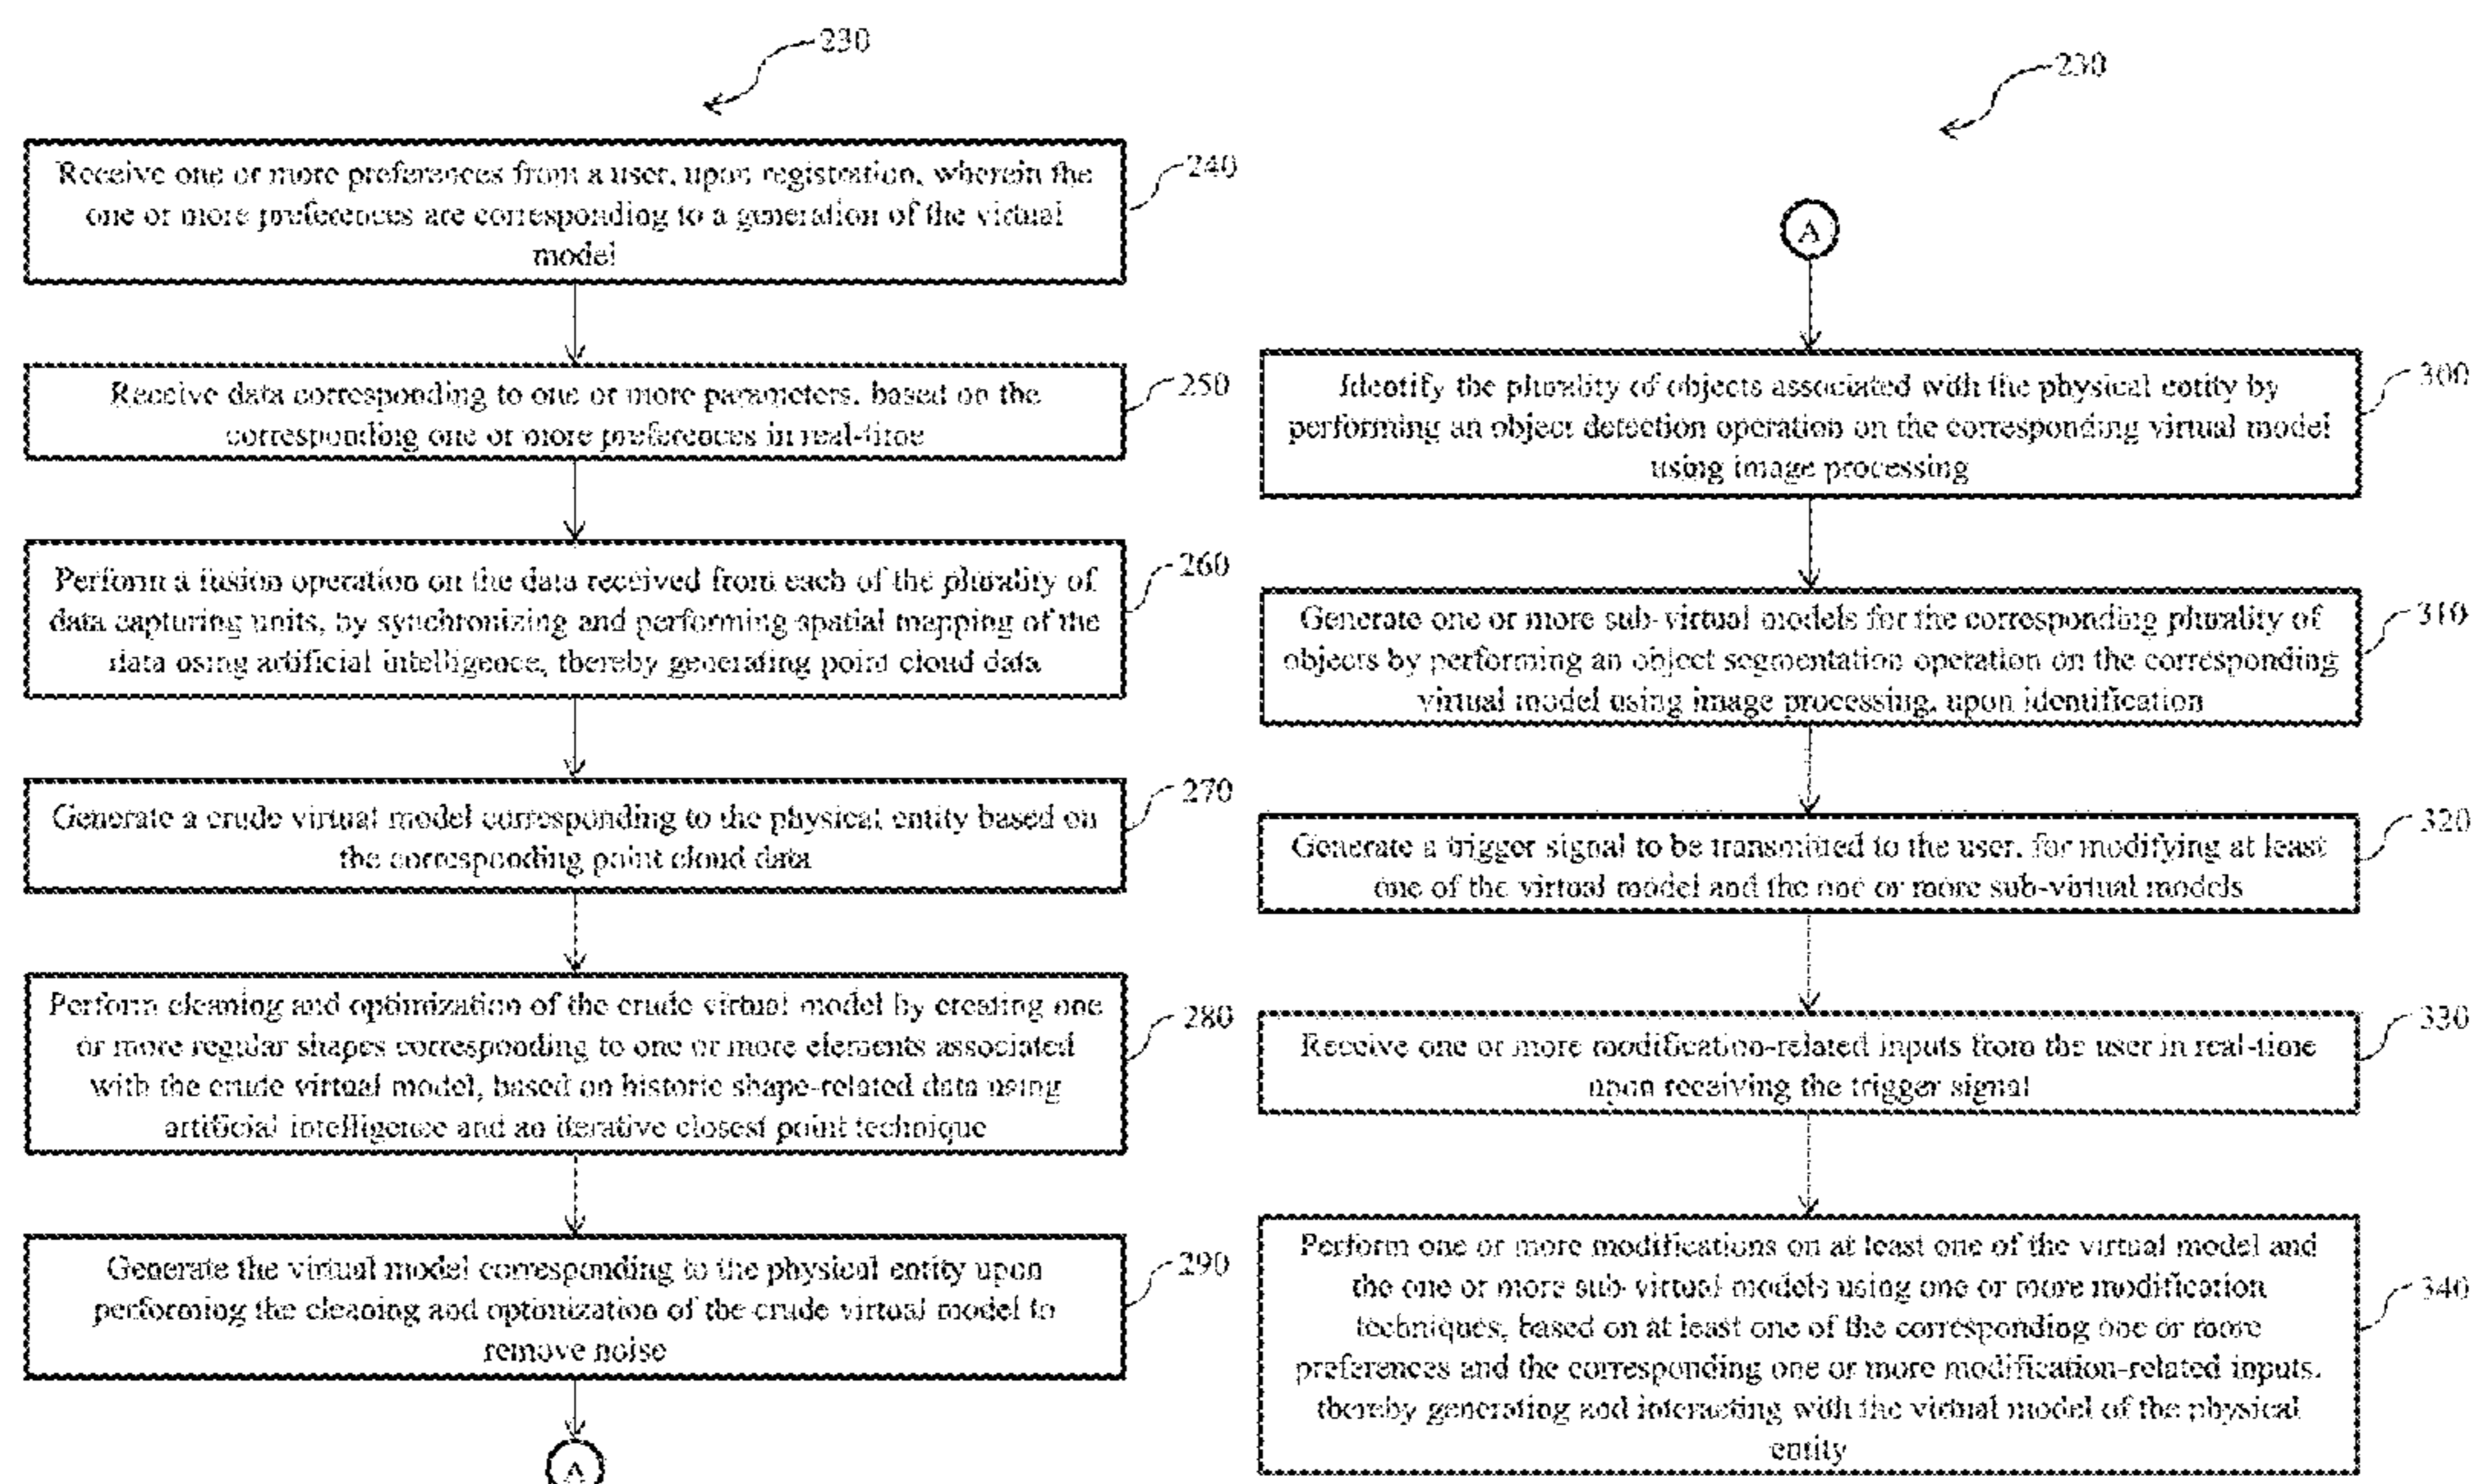 230
Receive one or more preferences from a user, upon registration, wherein the
one or more preferences are corresponding to a generation of the virtual
model
240
Receive data corresponding to one or more parameters, based on the
corresponding one or more preferences in real-time
250
Perform a fusion operation on the data received from each of the plurality of
data capturing units, by synchronizing and performing spatial mapping of the
data using artificial intelligence, thereby generating point cloud data
260
Generate a crude virtual model corresponding to the physical entity based on
the corresponding point cloud data
270
Perform cleaning and optimization of the crude virtual model by creating one
or more regular shapes corresponding to one or more elements associated
with the crude virtual model, based on historic shape-related data using
artificial intelligence and an iterative closest point technique
280
Generate the virtual model corresponding to the physical entity upon
performing the cleaning and optimization of the crude virtual model to
remove noise
290
A
230
A
Identify the plurality of objects associated with the physical entity by
performing an object detection operation on the corresponding virtual model
using image processing
300
Generate one or more sub-virtual models for the corresponding plurality of
objects by performing an object segmentation operation on the corresponding
virtual model using image processing, upon identification
310
Generate a trigger signal to be transmitted to the user, for modifying at least
one of the virtual model and the one or more sub-virtual models
320
Receive one or more modification-related inputs from the user in real-time
upon receiving the trigger signal
330
Perform one or more modifications on at least one of the virtual model and
the one or more sub-virtual models using one or more modification
techniques, based on at least one of the corresponding one or more
preferences and the corresponding one or more modification-related inputs,
thereby generating and interacting with the virtual model of the physical
entity
340